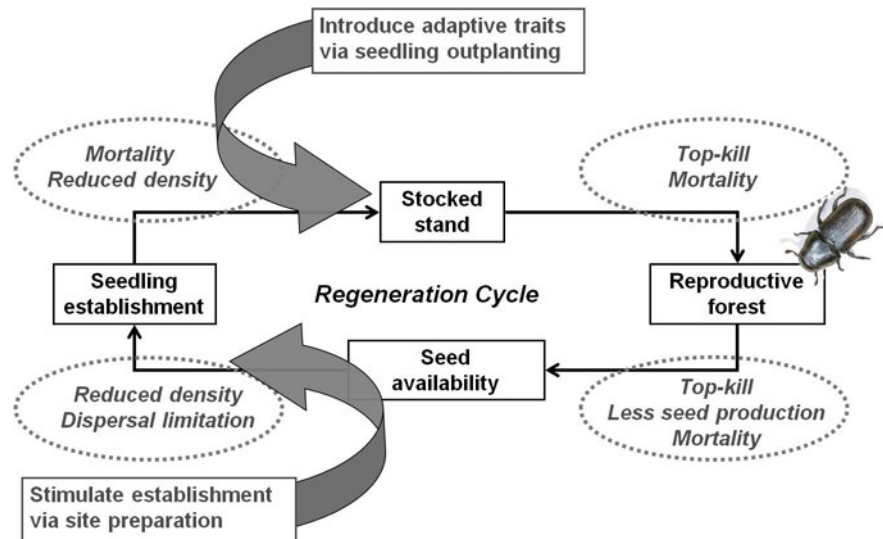 Introduce adaptive traits
via seedling outplanting
Mortality
Reduced density
Top-kill
Mortality
Stocked
stand
Seedling
establishment
Regeneration Cycle
Reproductive
forest
Seed
availability
Reduced density
Dispersal limitation
Top-kill
Less seed production
Mortality
Stimulate establishment
via site preparation